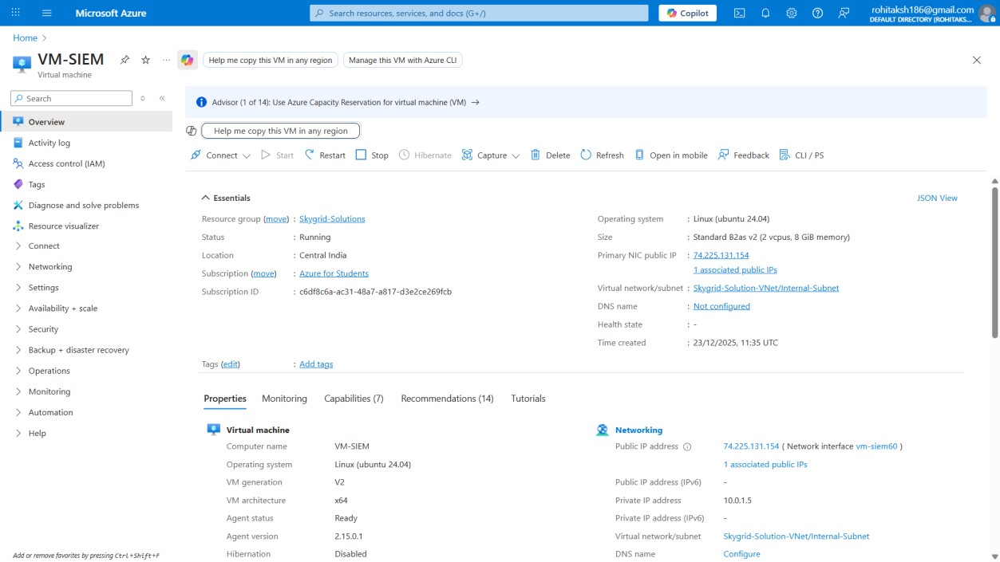 Microsoft Azure
Search resources, services, and docs (G+/)
Copilot
rohitaksh186@gmail.com
DEFAULT DIRECTORY (ROHITAKS...
Home
VM-SIEM
Virtual machine
Help me copy this VM in any region
Manage this VM with Azure CLI
Search
Overview
Activity log
Access control (IAM)
Tags
Diagnose and solve problems
Resource visualizer
Connect
Networking
Settings
Availability + scale
Security
Backup + disaster recovery
Operations
Monitoring
Automation
Help
Add or remove favorites by pressing Ctrl+Shift+F
Advisor (1 of 14): Use Azure Capacity Reservation for virtual machine (VM) →
Help me copy this VM in any region
Connect Start Restart Stop Hibernate Capture Delete Refresh Open in mobile Feedback CLI / PS
Essentials
JSON View
Resource group (move) : Skygrid-Solutions
Status : Running
Location : Central India
Subscription (move) : Azure for Students
Subscription ID : c6df8c6a-ac31-48a7-a817-d3e2ce269fcb
Operating system : Linux (ubuntu 24.04)
Size : Standard B2as v2 (2 vcpus, 8 GiB memory)
Primary NIC public IP : 74.225.131.154
1 associated public IPs
Virtual network/subnet : Skygrid-Solution-VNet/Internal-Subnet
DNS name : Not configured
Health state : -
Time created : 23/12/2025, 11:35 UTC
Tags (edit) : Add tags
Properties Monitoring Capabilities (7) Recommendations (14) Tutorials
Virtual machine
Computer name VM-SIEM
Operating system Linux (ubuntu 24.04)
VM generation V2
VM architecture x64
Agent status Ready
Agent version 2.15.0.1
Hibernation Disabled
Networking
Public IP address 74.225.131.154 ( Network interface vm-siem60 )
1 associated public IPs
Public IP address (IPv6) -
Private IP address 10.0.1.5
Private IP address (IPv6) -
Virtual network/subnet Skygrid-Solution-VNet/Internal-Subnet
DNS name Configure